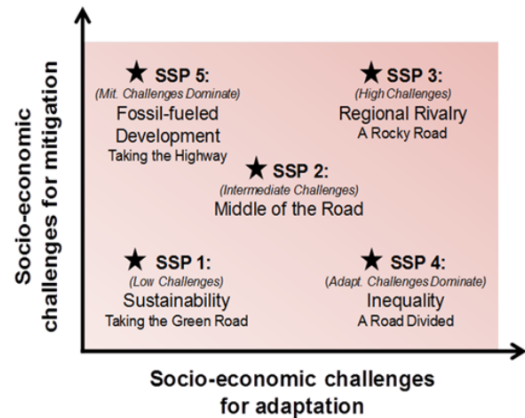 Socio-economic
challenges for mitigation
★ SSP 5:
(Mit. Challenges Dominate)
Fossil-fueled
Development
Taking the Highway
★ SSP 3:
(High Challenges)
Regional Rivalry
A Rocky Road
★ SSP 2:
(Intermediate Challenges)
Middle of the Road
★ SSP 1:
(Low Challenges)
Sustainability
Taking the Green Road
★ SSP 4:
(Adapt. Challenges Dominate)
Inequality
A Road Divided
Socio-economic challenges
for adaptation